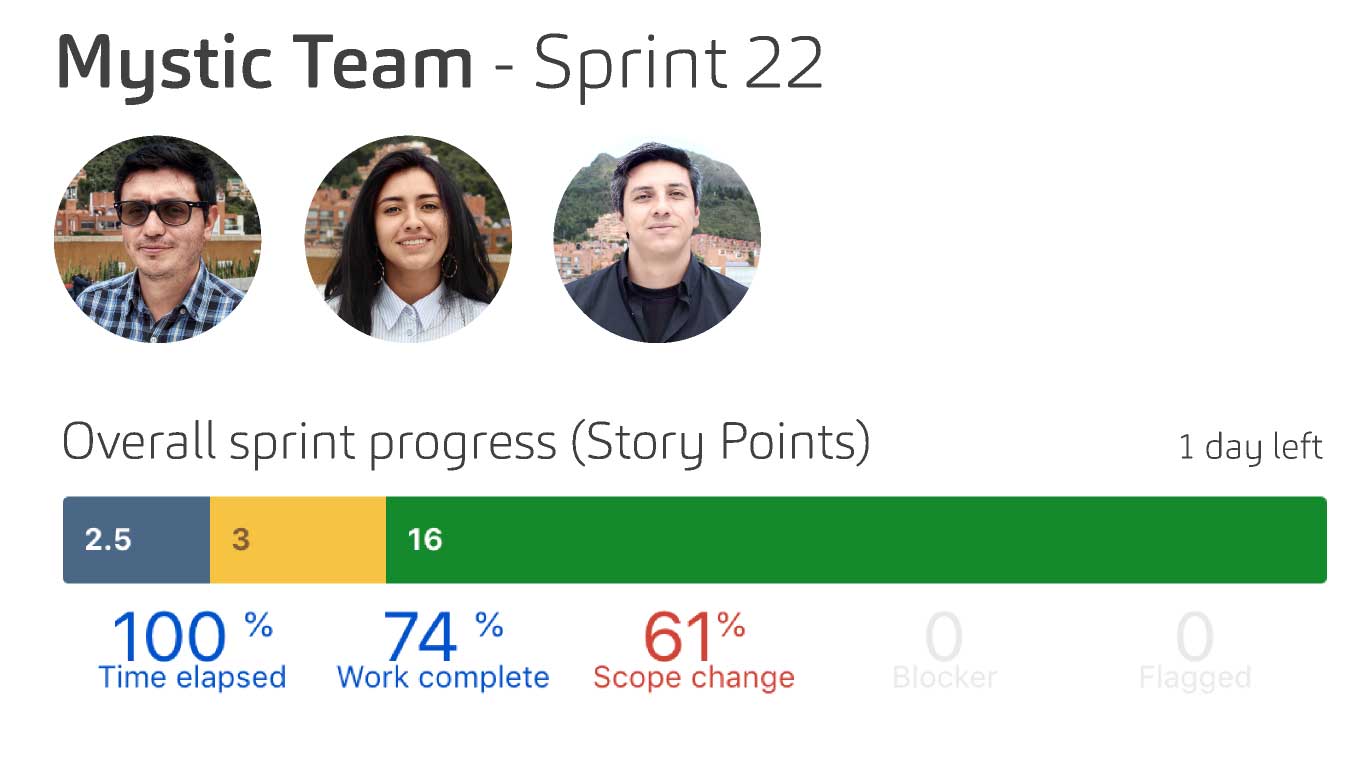 Mystic Team - Sprint 22
Overall sprint progress (Story Points)
1 day left
2.5 3 16
100 % 74 % 61% 0 0
Time elapsed Work complete Scope change Blocker Flagged